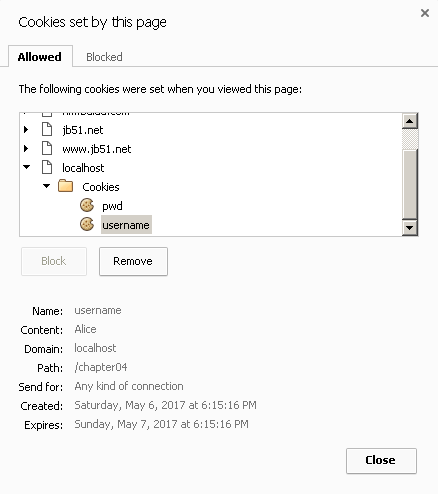 Cookies set by this page
Allowed Blocked
The following cookies were set when you viewed this page:
jb51.net
www.jb51.net
localhost
Cookies
pwd
username
Block Remove
Name: username
Content: Alice
Domain: localhost
Path: /chapter04
Send for: Any kind of connection
Created: Saturday, May 6, 2017 at 6:15:16 PM
Expires: Sunday, May 7, 2017 at 6:15:16 PM
Close